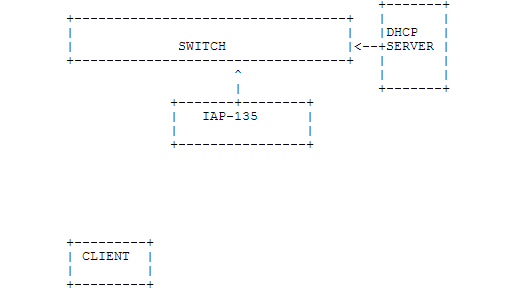 DHCP
SWITCH
SERVER
IAP-135
CLIENT